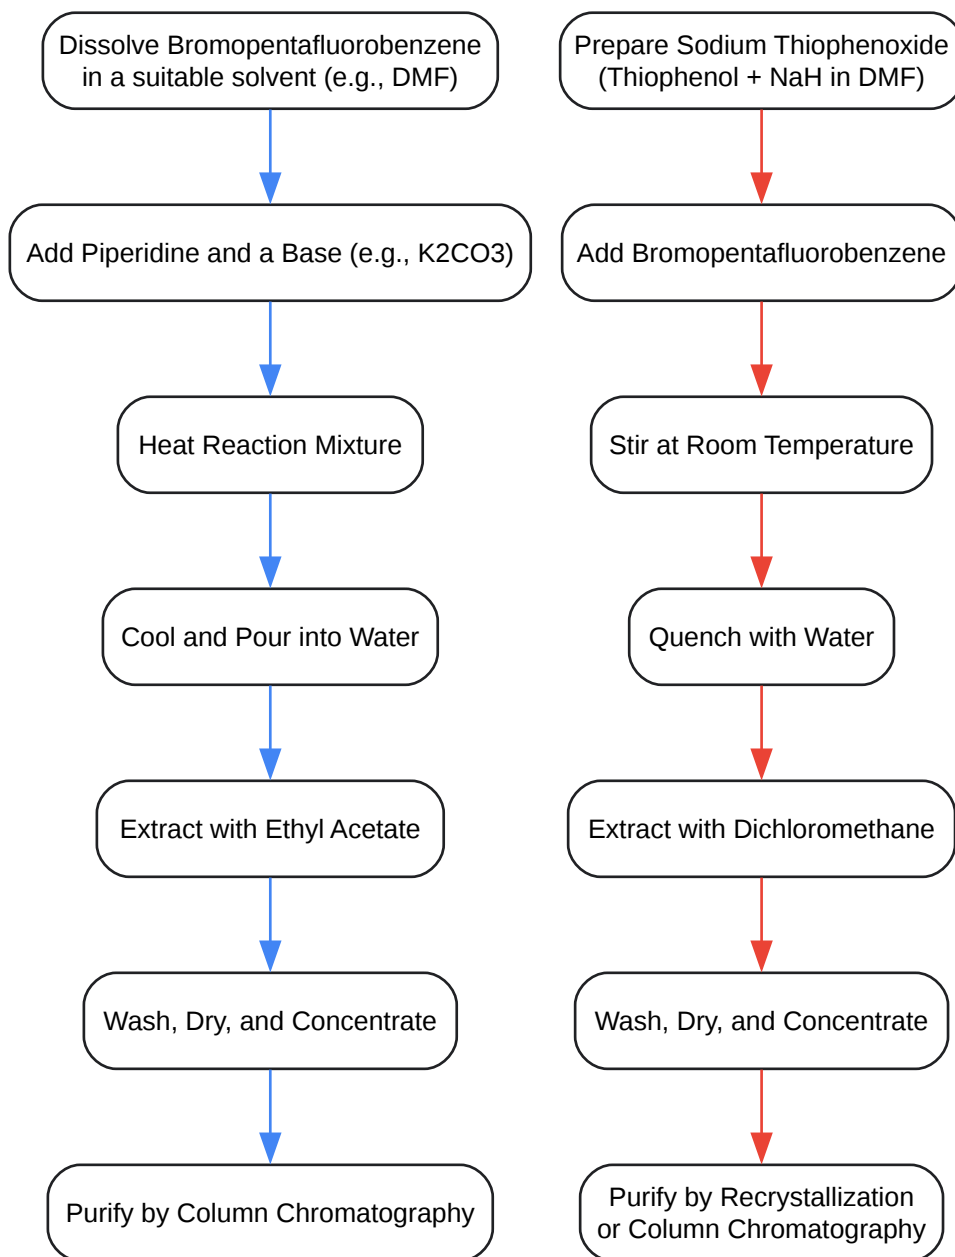 Dissolve Bromopentafluorobenzene
in a suitable solvent (e.g., DMF)
Add Piperidine and a Base (e.g., K2CO3)
Heat Reaction Mixture
Cool and Pour into Water
Extract with Ethyl Acetate
Wash, Dry, and Concentrate
Purify by Column Chromatography
Prepare Sodium Thiophenoxide
(Thiophenol + NaH in DMF)
Add Bromopentafluorobenzene
Stir at Room Temperature
Quench with Water
Extract with Dichloromethane
Wash, Dry, and Concentrate
Purify by Recrystallization
or Column Chromatography